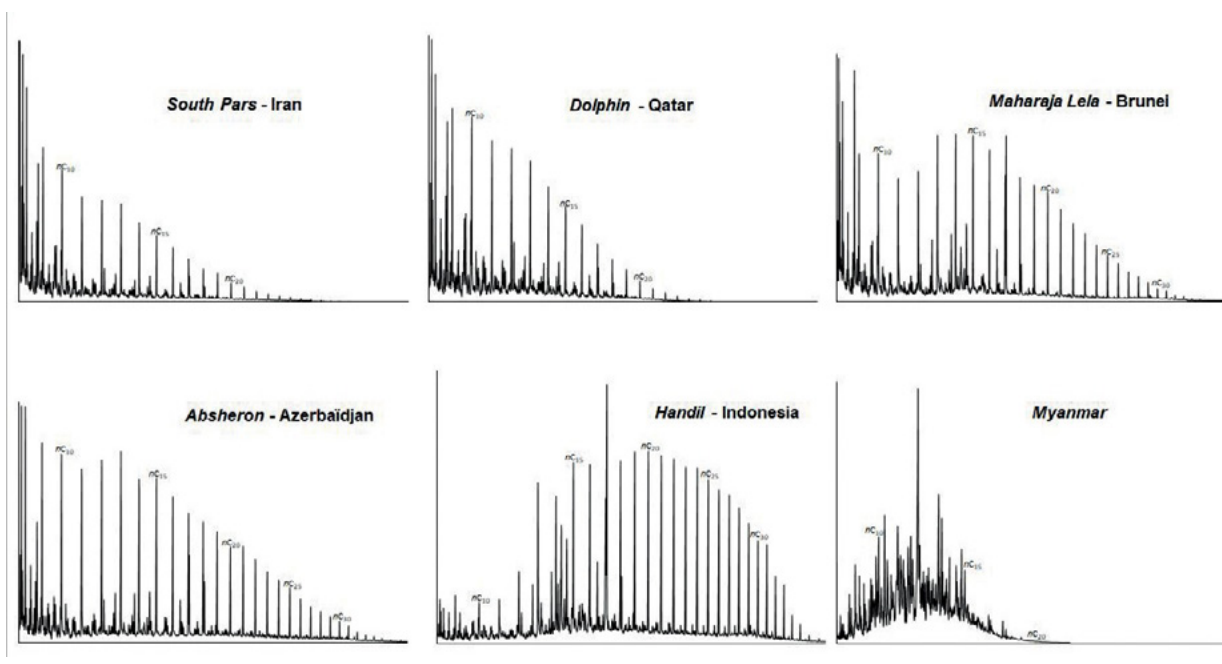 South Pars - Iran
nC10
nC15
nC20
Dolphin - Qatar
nC10
nC15
nC20
Maharaja Lela - Brunei
nC10
nC15
nC20
nC25
nC30
Absheron - Azerbaïdjan
nC10
nC15
nC20
nC25
nC30
Handil - Indonesia
nC10
nC15
nC20
nC25
nC30
Myanmar
nC10
nC15
nC20